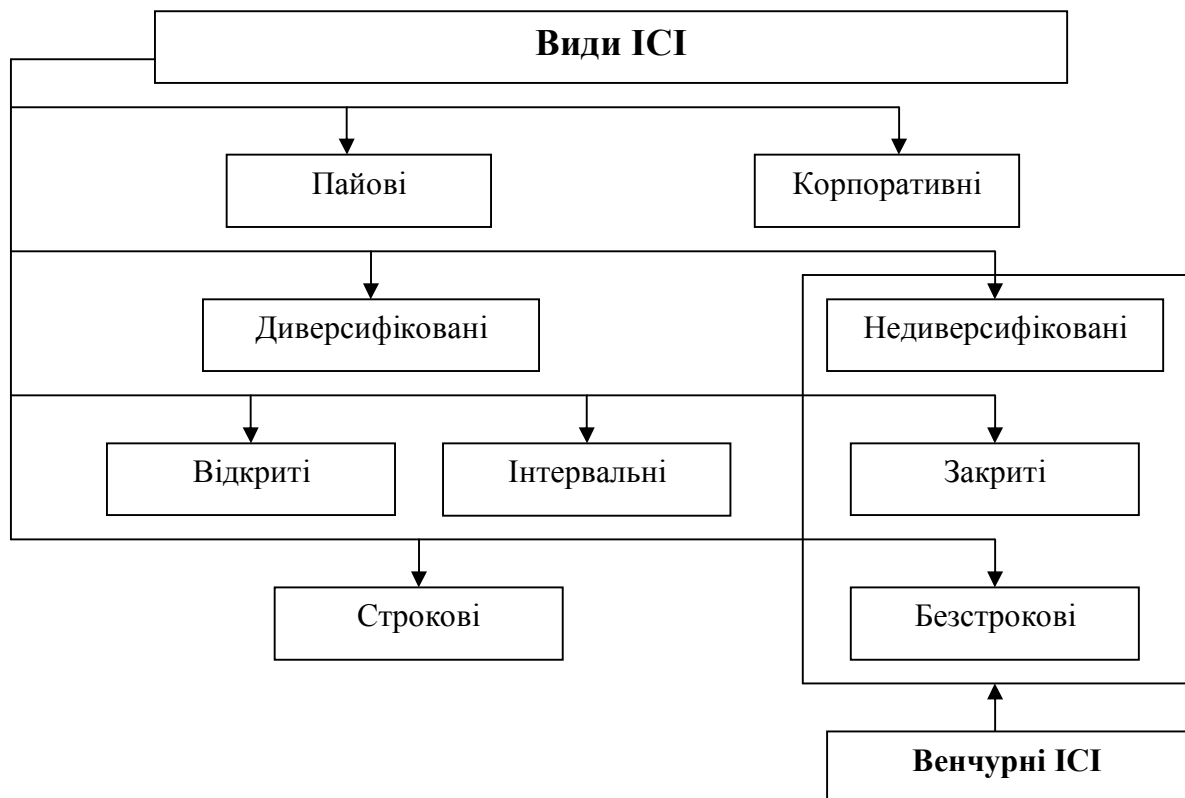 Види ІСІ
Пайові
Корпоративні
Диверсифіковані
Недиверсифіковані
Відкриті
Інтервальні
Закриті
Строкові
Безстрокові
Венчурні ІСІ